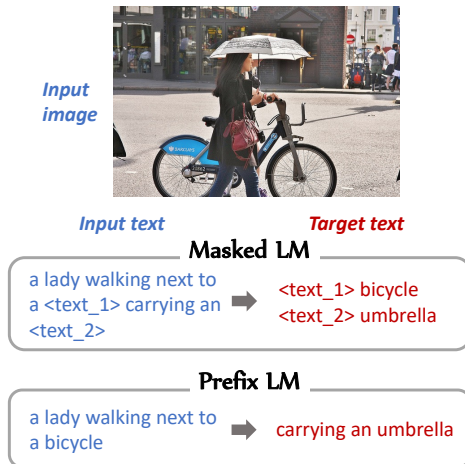 Input
image
BARCLAYS
Input text
Target text
Masked LM
a lady walking next to
a <text_1> carrying an
<text_2>
<text_1> bicycle
<text_2> umbrella
Prefix LM
a lady walking next to
a bicycle
carrying an umbrella